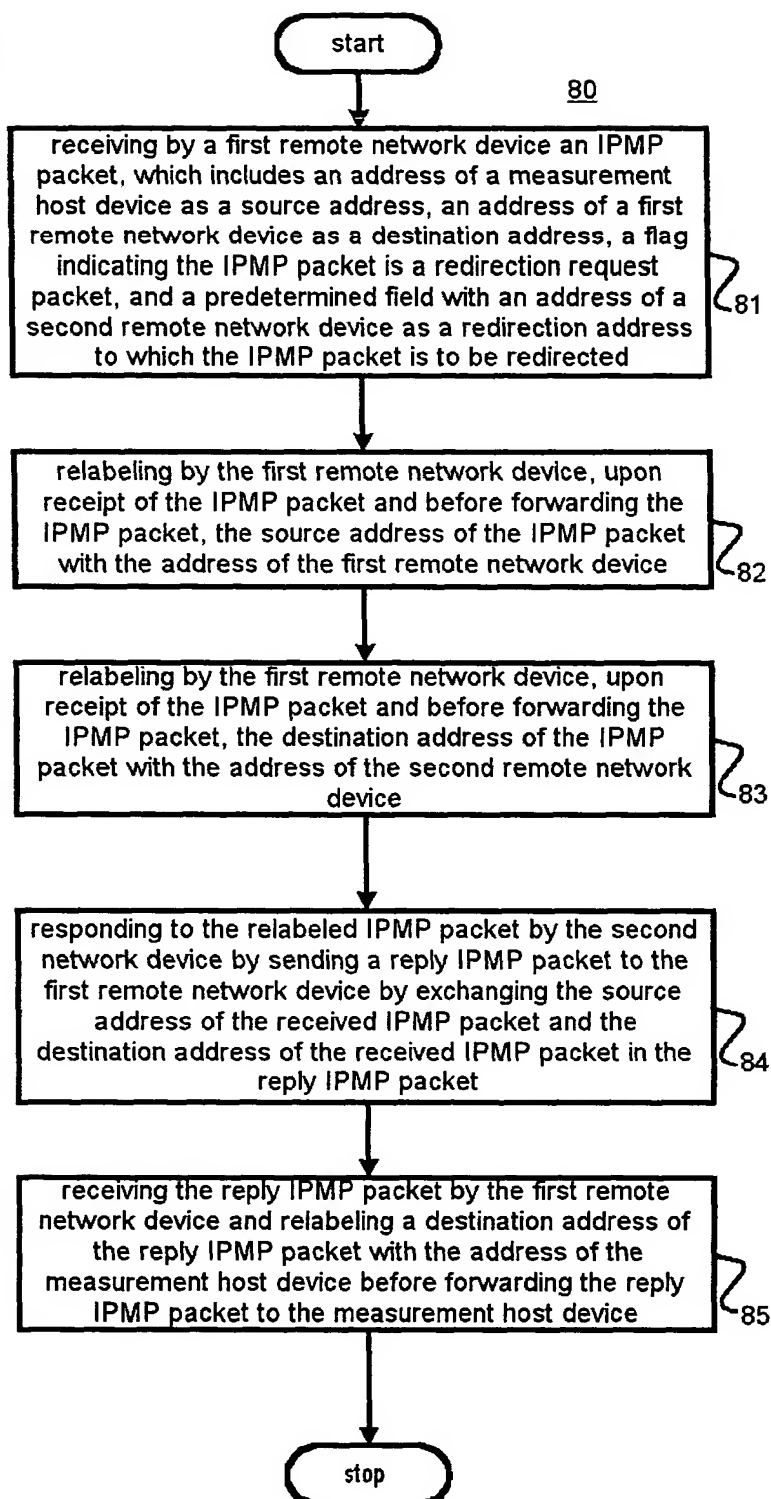 start
80
receiving by a first remote network device an IPMP
packet, which includes an address of a measurement
host device as a source address, an address of a first
remote network device as a destination address, a flag
indicating the IPMP packet is a redirection request
packet, and a predetermined field with an address of a
second remote network device as a redirection address
to which the IPMP packet is to be redirected
81
relabeling by the first remote network device, upon
receipt of the IPMP packet and before forwarding the
IPMP packet, the source address of the IPMP packet
with the address of the first remote network device
82
relabeling by the first remote network device, upon
receipt of the IPMP packet and before forwarding the
IPMP packet, the destination address of the IPMP
packet with the address of the second remote network
device
83
responding to the relabeled IPMP packet by the second
network device by sending a reply IPMP packet to the
first remote network device by exchanging the source
address of the received IPMP packet and the
destination address of the received IPMP packet in the
reply IPMP packet
84
receiving the reply IPMP packet by the first remote
network device and relabeling a destination address of
the reply IPMP packet with the address of the
measurement host device before forwarding the reply
IPMP packet to the measurement host device
85
stop